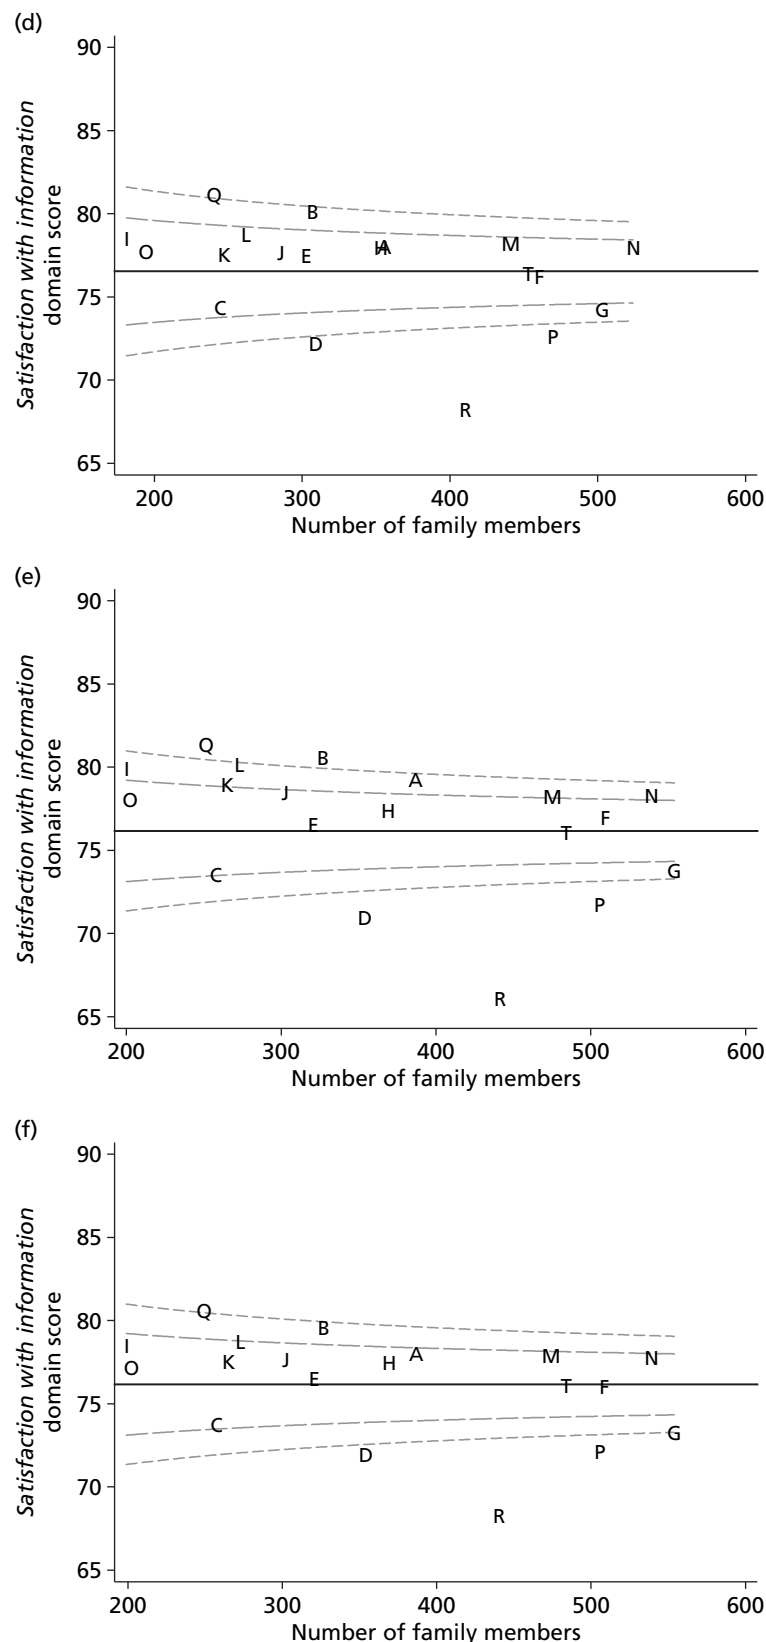 (d)
90
85
80
75
70
65
Satisfaction with information
domain score
Q
B
I
O
L
K
J
E
H
A
M
N
T
F
C
D
G
P
R
200 300 400 500 600
Number of family members
(e)
90
85
80
75
70
65
Satisfaction with information
domain score
Q
B
I
L
O
K
J
A
H
E
M
N
F
T
C
D
G
P
R
200 300 400 500 600
Number of family members
(f)
90
85
80
75
70
65
Satisfaction with information
domain score
Q
B
I
L
O
K
J
E
H
A
M
N
T
F
C
D
G
P
R
200 300 400 500 600
Number of family members